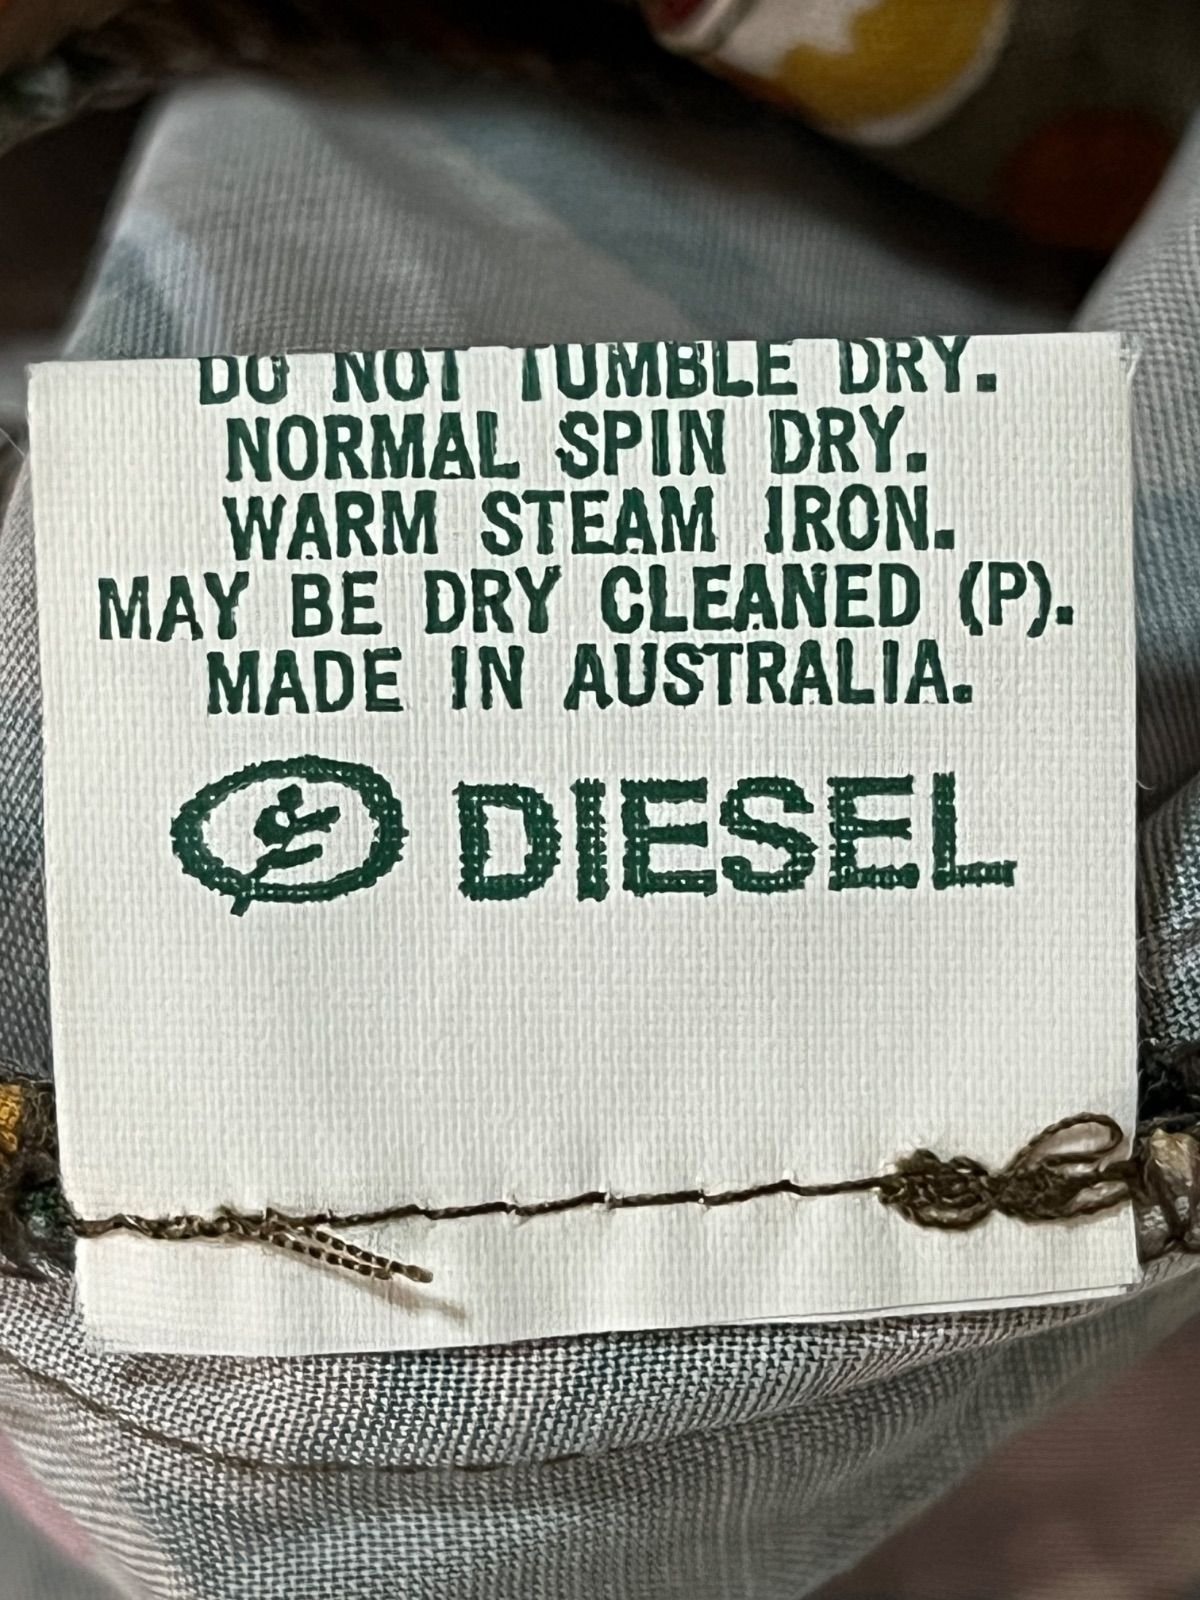 DO NOT TUMBLE DRY.
NORMAL SPIN DRY.
WARM STEAM IRON.
MAY BE DRY CLEANED (P).
MADE IN AUSTRALIA.
DIESEL